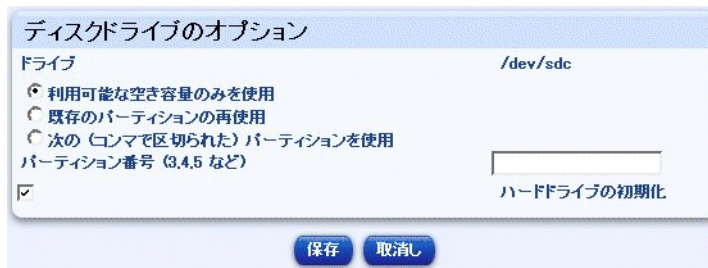 ディスクドライブのオプション
ドライブ /dev/sdc
利用可能な空き容量のみを使用
既存のパーティションの再使用
次の (コンマで区切られた) パーティションを使用
パーティション番号 (3,4,5 など)
ハードドライブの初期化
保存 取消し